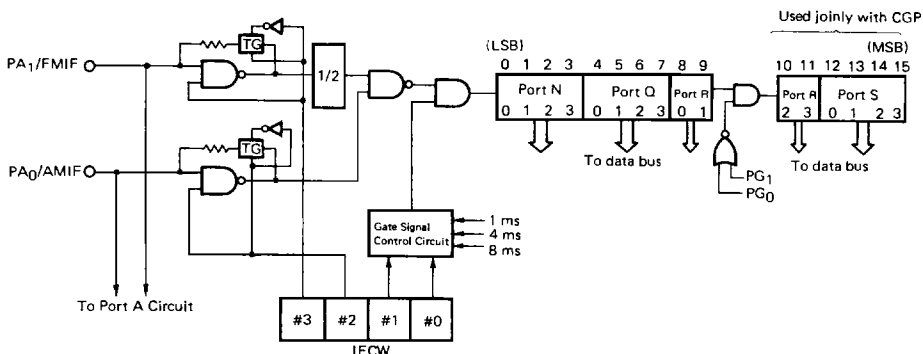 Used joinly with CGP
(LSB)
(MSB)
0 1 2 3 4 5 6 7 8 9
10 11 12 13 14 15
PA1/FMIF
TG
1/2
Port N
Port Q
Port R
Port R
Port S
0 1 2 3
0 1 2 3
0 1
2 3
0 1 2 3
PA0/AMIF
TG
To data bus
PG1
PG0
To data bus
Gate Signal
Control Circuit
1 ms
4 ms
8 ms
To Port A Circuit
#3
#2
#1
#0
IFCW